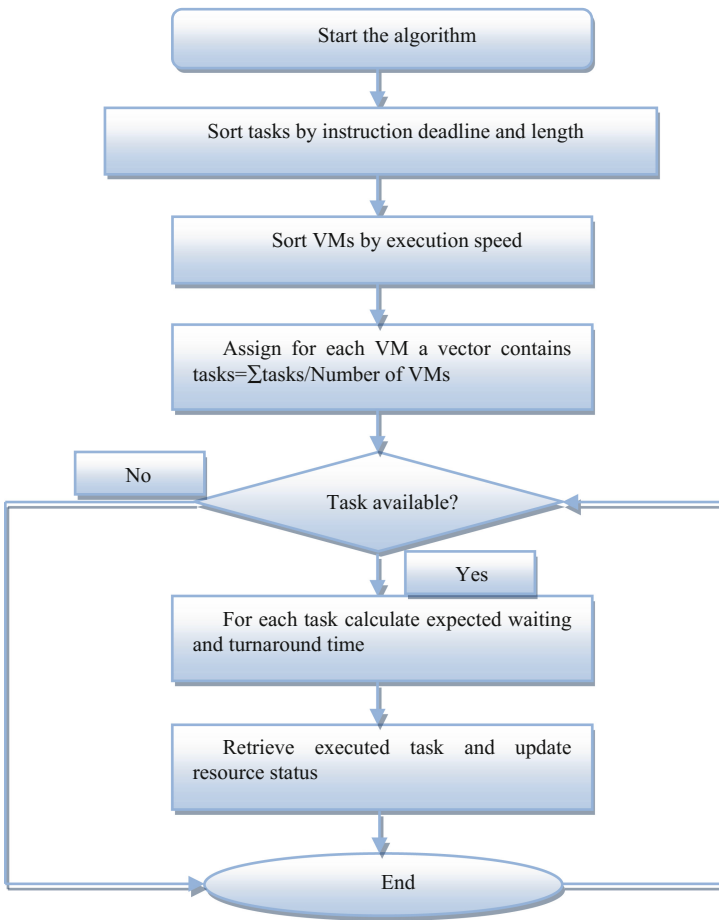 Start the algorithm
Sort tasks by instruction deadline and length
Sort VMs by execution speed
Assign for each VM a vector contains
tasks=∑tasks/Number of VMs
No
Task available?
Yes
For each task calculate expected waiting
and turnaround time
Retrieve executed task and update
resource status
End